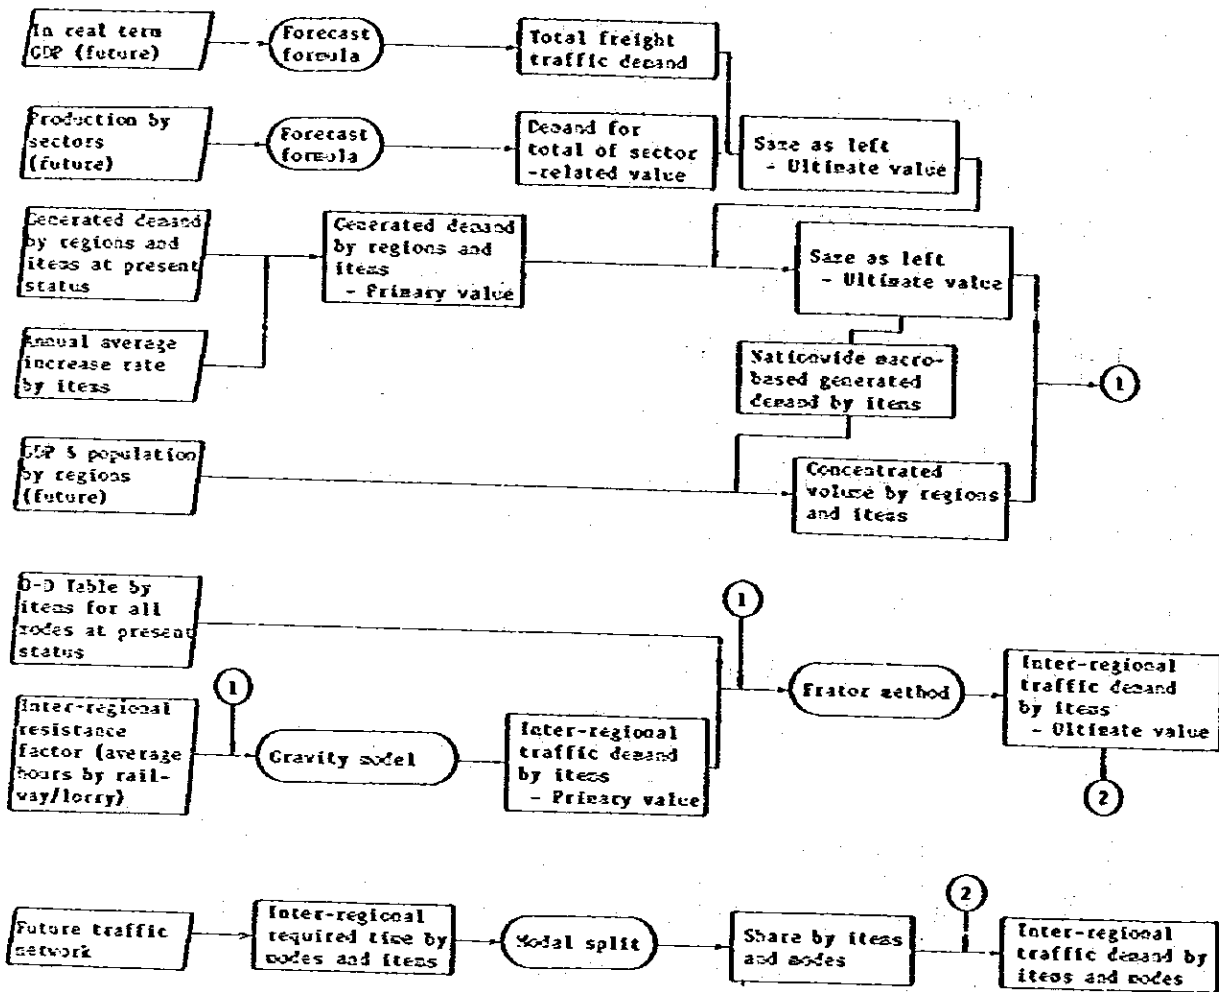 In real term
GDP (future)
Forecast
formula
Total freight
traffic demand
Production by
sectors
(future)
Forecast
formula
Demand for
total of sector
-related value
Same as left
- Ultimate value
Generated demand
by regions and
items at present
status
Generated demand
by regions and
items
- Primary value
Same as left
- Ultimate value
Annual average
increase rate
by items
Nationwide macro-
based generated
demand by items
1
GDP & population
by regions
(future)
Concentrated
volume by regions
and items
O-D Table by
items for all
modes at present
status
1
Inter-regional
resistance
factor (average
hours by rail-
way/lorry)
1
Gravity model
Inter-regional
traffic demand
by items
- Primary value
Frator method
Inter-regional
traffic demand
by items
- Ultimate value
2
Future traffic
network
Inter-regional
required time by
modes and items
Modal split
Share by items
and modes
2
Inter-regional
traffic demand by
items and modes